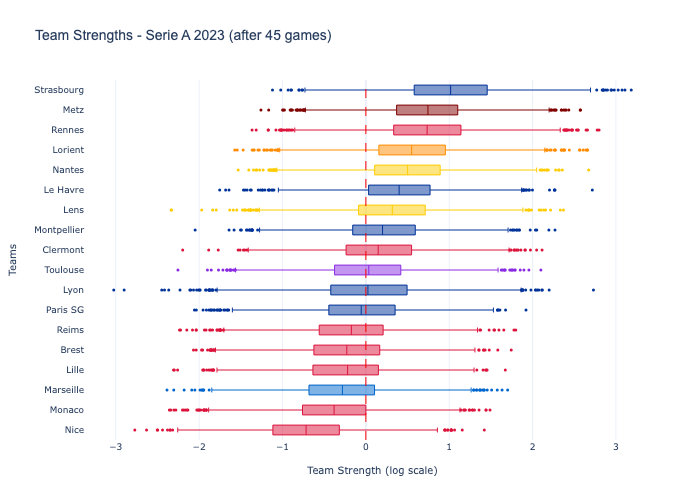 Team Strengths - Serie A 2023 (after 45 games)
Strasbourg
Metz
Rennes
Lorient
Nantes
Le Havre
Lens
Montpellier
Clermont
Toulouse
Lyon
Paris SG
Reims
Brest
Lille
Marseille
Monaco
Nice
Teams
−3 −2 −1 0 1 2 3
Team Strength (log scale)